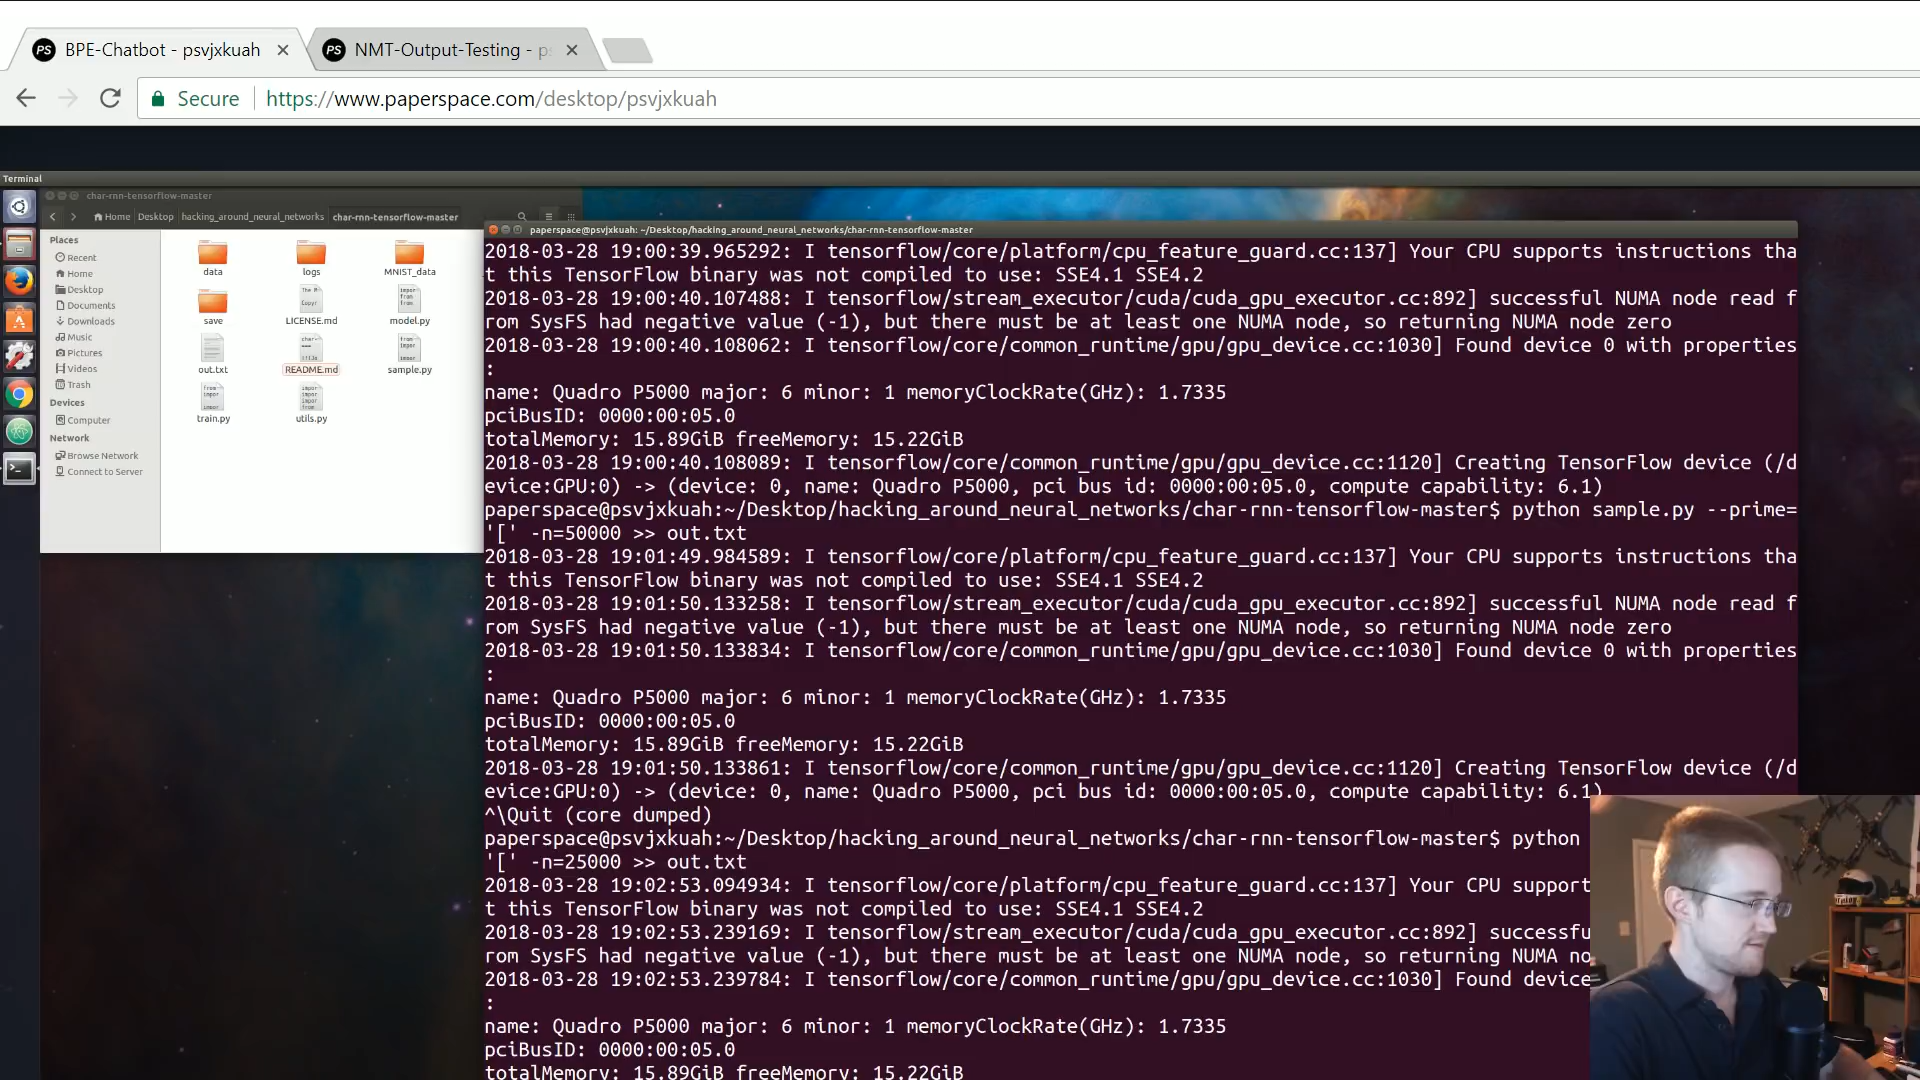 BPE-Chatbot - psvjxkuah
NMT-Output-Testing - ps
Secure https://www.paperspace.com/desktop/psvjxkuah
Terminal
char-rnn-tensorflow-master
Home Desktop hacking_around_neural_networks char-rnn-tensorflow-master
Places
Recent
Home
Desktop
Documents
Downloads
Music
Pictures
Videos
Trash
Devices
Computer
Network
Browse Network
Connect to Server
data logs MNIST_data
save LICENSE.md model.py
out.txt README.md sample.py
train.py utils.py
paperspace@psvjxkuah: ~/Desktop/hacking_around_neural_networks/char-rnn-tensorflow-master
2018-03-28 19:00:39.965292: I tensorflow/core/platform/cpu_feature_guard.cc:137] Your CPU supports instructions tha
t this TensorFlow binary was not compiled to use: SSE4.1 SSE4.2
2018-03-28 19:00:40.107488: I tensorflow/stream_executor/cuda/cuda_gpu_executor.cc:892] successful NUMA node read f
rom SysFS had negative value (-1), but there must be at least one NUMA node, so returning NUMA node zero
2018-03-28 19:00:40.108062: I tensorflow/core/common_runtime/gpu/gpu_device.cc:1030] Found device 0 with properties
:
name: Quadro P5000 major: 6 minor: 1 memoryClockRate(GHz): 1.7335
pciBusID: 0000:00:05.0
totalMemory: 15.89GiB freeMemory: 15.22GiB
2018-03-28 19:00:40.108089: I tensorflow/core/common_runtime/gpu/gpu_device.cc:1120] Creating TensorFlow device (/d
evice:GPU:0) -> (device: 0, name: Quadro P5000, pci bus id: 0000:00:05.0, compute capability: 6.1)
paperspace@psvjxkuah:~/Desktop/hacking_around_neural_networks/char-rnn-tensorflow-master$ python sample.py --prime=
'[' -n=50000 >> out.txt
2018-03-28 19:01:49.984589: I tensorflow/core/platform/cpu_feature_guard.cc:137] Your CPU supports instructions tha
t this TensorFlow binary was not compiled to use: SSE4.1 SSE4.2
2018-03-28 19:01:50.133258: I tensorflow/stream_executor/cuda/cuda_gpu_executor.cc:892] successful NUMA node read f
rom SysFS had negative value (-1), but there must be at least one NUMA node, so returning NUMA node zero
2018-03-28 19:01:50.133834: I tensorflow/core/common_runtime/gpu/gpu_device.cc:1030] Found device 0 with properties
:
name: Quadro P5000 major: 6 minor: 1 memoryClockRate(GHz): 1.7335
pciBusID: 0000:00:05.0
totalMemory: 15.89GiB freeMemory: 15.22GiB
2018-03-28 19:01:50.133861: I tensorflow/core/common_runtime/gpu/gpu_device.cc:1120] Creating TensorFlow device (/d
evice:GPU:0) -> (device: 0, name: Quadro P5000, pci bus id: 0000:00:05.0, compute capability: 6.1)
^\Quit (core dumped)
paperspace@psvjxkuah:~/Desktop/hacking_around_neural_networks/char-rnn-tensorflow-master$ python
'[' -n=25000 >> out.txt
2018-03-28 19:02:53.094934: I tensorflow/core/platform/cpu_feature_guard.cc:137] Your CPU support
t this TensorFlow binary was not compiled to use: SSE4.1 SSE4.2
2018-03-28 19:02:53.239169: I tensorflow/stream_executor/cuda/cuda_gpu_executor.cc:892] successfu
rom SysFS had negative value (-1), but there must be at least one NUMA node, so returning NUMA no
2018-03-28 19:02:53.239784: I tensorflow/core/common_runtime/gpu/gpu_device.cc:1030] Found device
:
name: Quadro P5000 major: 6 minor: 1 memoryClockRate(GHz): 1.7335
pciBusID: 0000:00:05.0
totalMemory: 15.89GiB freeMemory: 15.22GiB